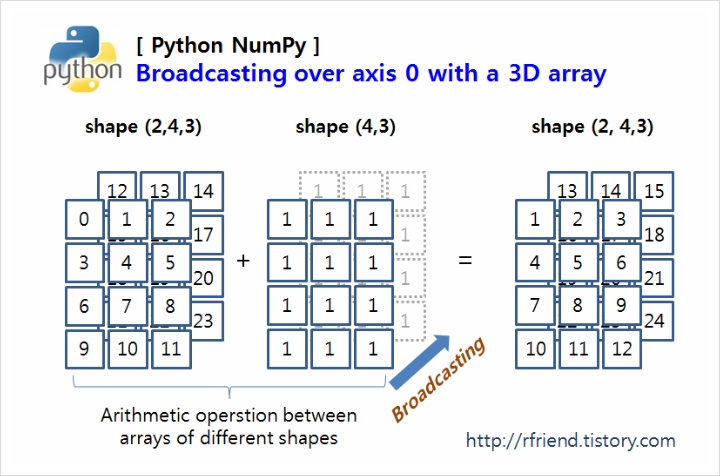 [ Python NumPy ]
python
Broadcasting over axis 0 with a 3D array
shape (2,4,3)
shape (4,3)
shape (2, 4,3)
12 13 14
0 1 2
17
3 4 5
20
6 7 8
23
9 10 11
+
1 1 1
1 1 1
1
1 1 1
1
1 1 1
1
1 1 1
=
13 14 15
1 2 3
18
4 5 6
21
7 8 9
24
10 11 12
Broadcasting
Arithmetic operstion between
arrays of different shapes
http://rfriend.tistory.com